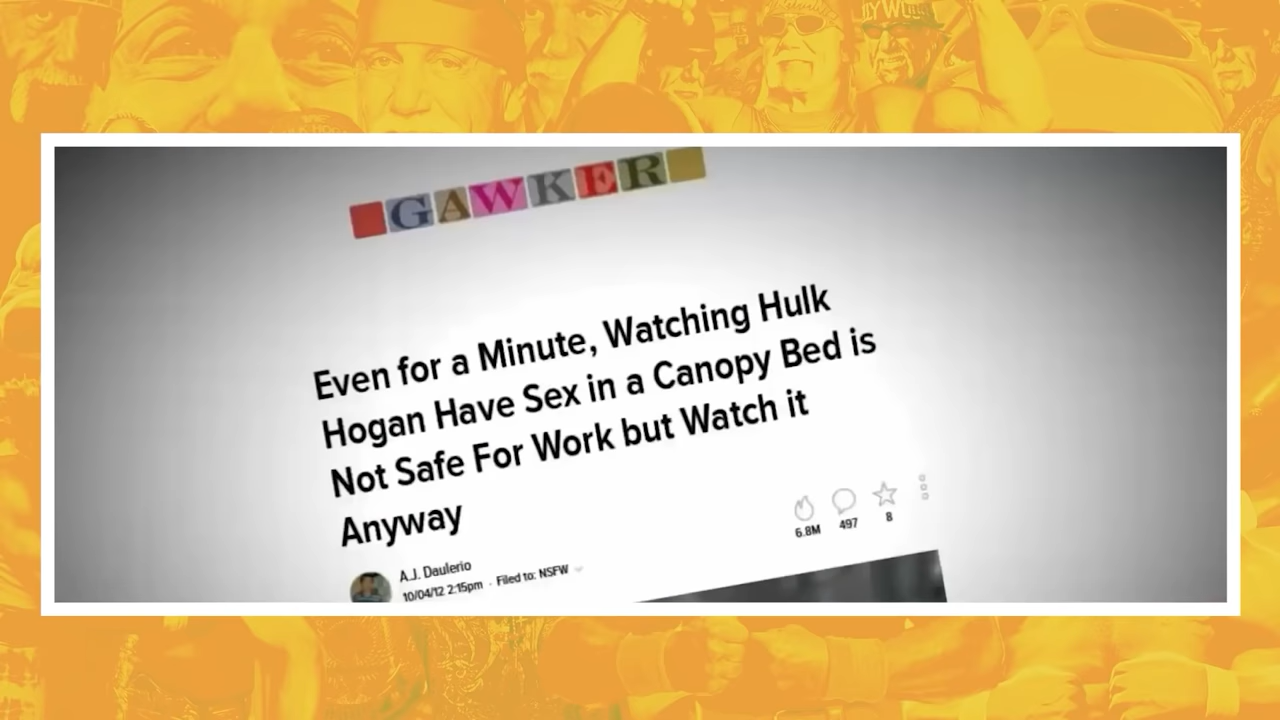 GAWKER
Even for a Minute, Watching Hulk
Hogan Have Sex in a Canopy Bed is
Not Safe For Work but Watch it
Anyway
6.8M 497 8
A.J. Daulerio
10/04/12 2:15pm · Filed to: NSFW